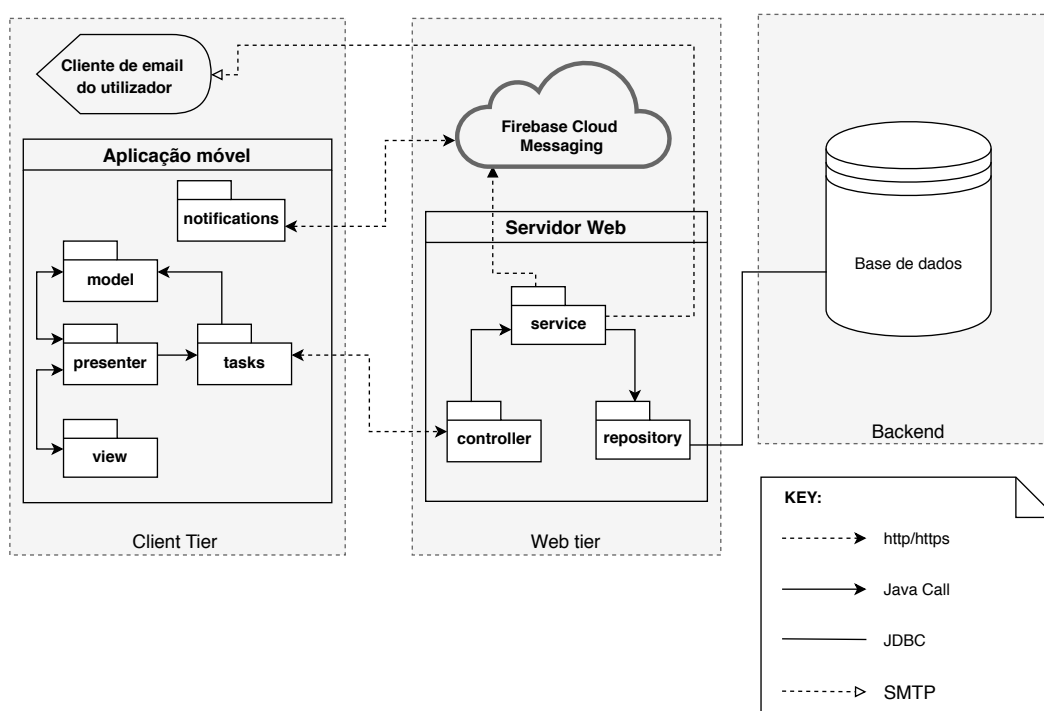 Cliente de email
do utilizador
Aplicação móvel
notifications
model
presenter
tasks
view
Client Tier
Firebase Cloud
Messaging
Servidor Web
service
controller
repository
Web tier
Base de dados
Backend
KEY:
http/https
Java Call
JDBC
SMTP